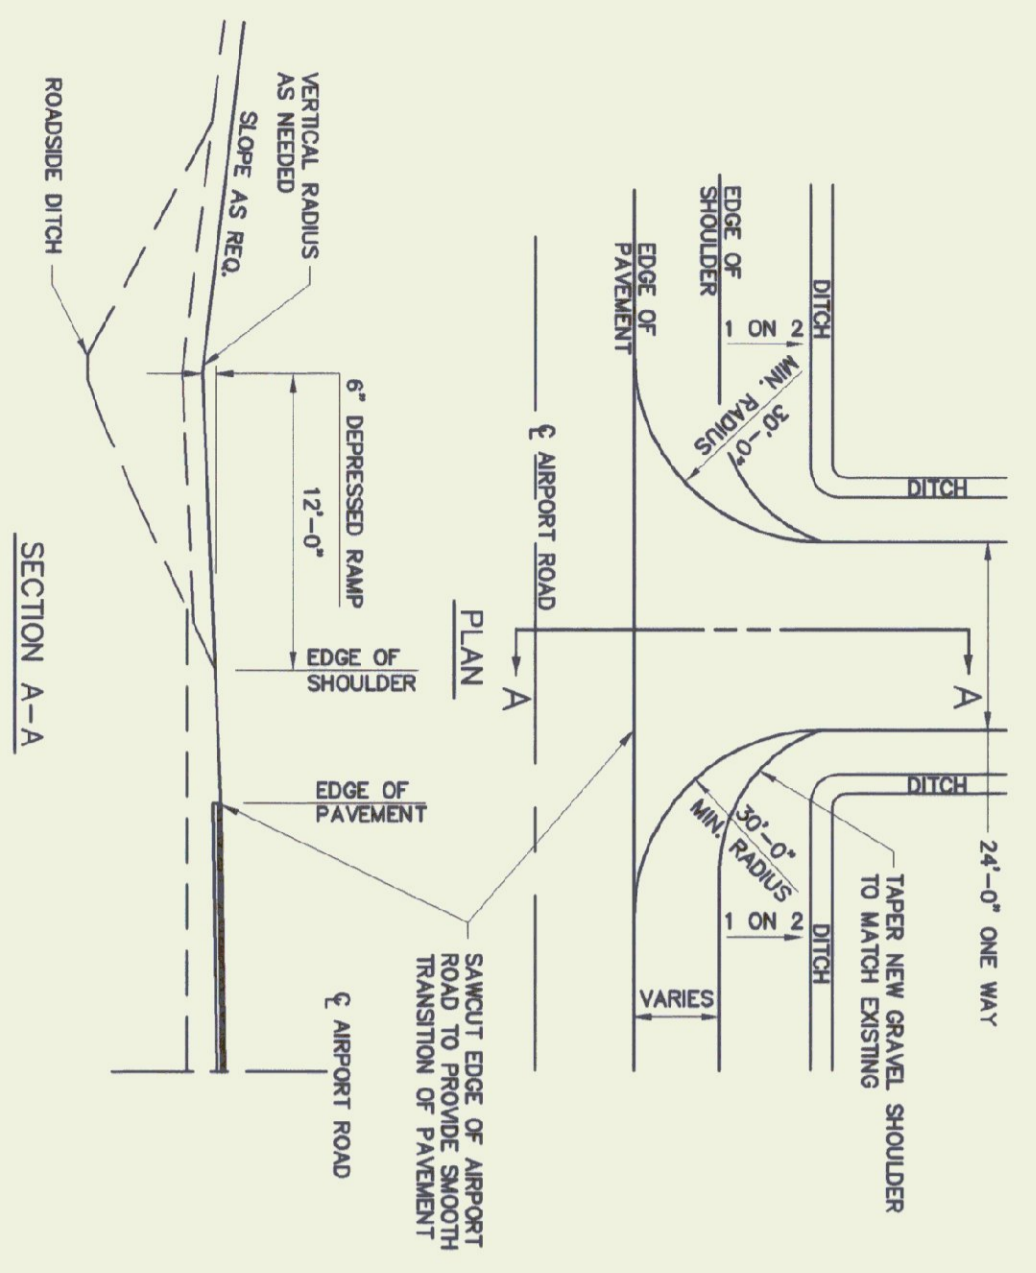 24'-0" ONE WAY
DITCH
DITCH
A
DITCH
DITCH
TAPER NEW GRAVEL SHOULDER
TO MATCH EXISTING
1 ON 2
1 ON 2
EDGE OF
SHOULDER
30'-0"
MIN. RADIUS
30'-0"
MIN. RADIUS
VARIES
EDGE OF
PAVEMENT
℄ AIRPORT ROAD
A
PLAN
SAWCUT EDGE OF AIRPORT
ROAD TO PROVIDE SMOOTH
TRANSITION OF PAVEMENT
VERTICAL RADIUS
AS NEEDED
SLOPE AS REQ.
6" DEPRESSED RAMP
12'-0"
EDGE OF
SHOULDER
EDGE OF
PAVEMENT
℄ AIRPORT ROAD
ROADSIDE DITCH
SECTION A-A